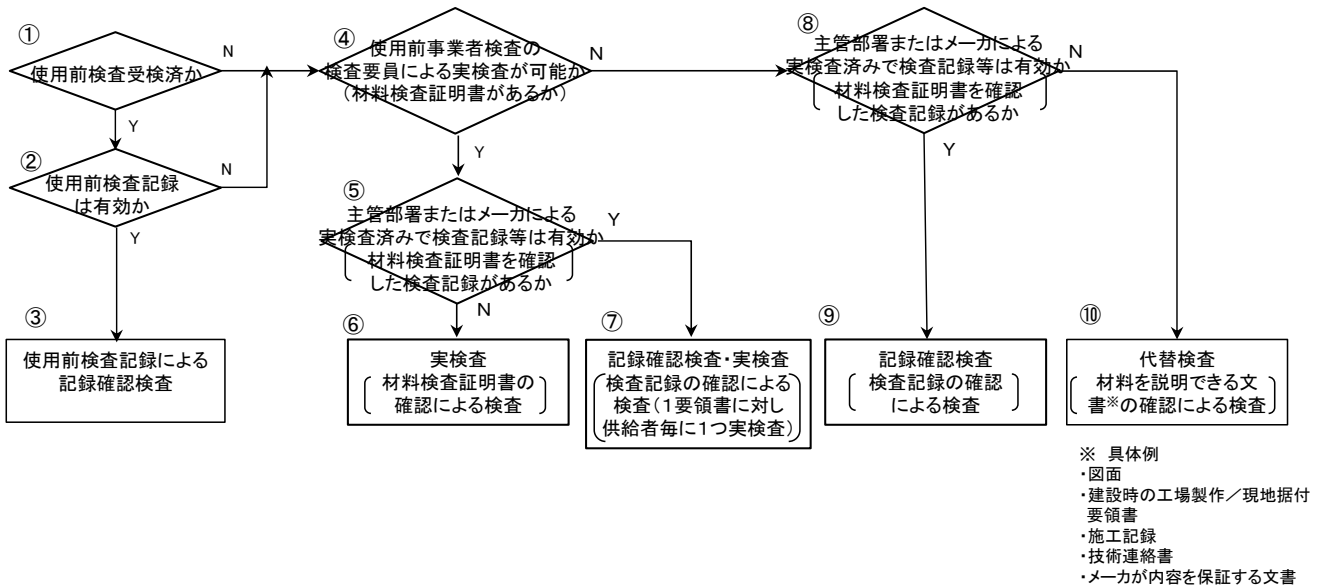 ①
使用前検査受検済か
N
Y
②
使用前検査記録
は有効か
N
Y
③
使用前検査記録による
記録確認検査
④
使用前事業者検査の
検査要員による実検査が可能か
(材料検査証明書があるか)
N
Y
⑤
主管部署またはメーカによる
実検査済みで検査記録等は有効か
材料検査証明書を確認
した検査記録があるか
Y
N
⑥
実検査
材料検査証明書の
確認による検査
⑦
記録確認検査・実検査
検査記録の確認による
検査(1要領書に対し
供給者毎に1つ実検査)
⑧
主管部署またはメーカによる
実検査済みで検査記録等は有効か
材料検査証明書を確認
した検査記録があるか
N
Y
⑨
記録確認検査
検査記録の確認
による検査
⑩
代替検査
材料を説明できる文
書※の確認による検査
※ 具体例
・図面
・建設時の工場製作/現地据付
要領書
・施工記録
・技術連絡書
・メーカが内容を保証する文書